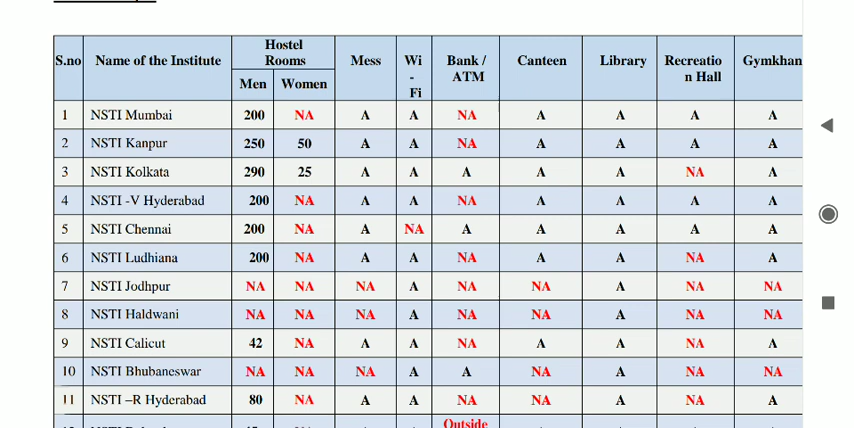 S.no Name of the Institute Hostel Rooms Mess Wi - Fi Bank / ATM Canteen Library Recreatio n Hall Gymkhan
Men Women
1 NSTI Mumbai 200 NA A A NA A A A A
2 NSTI Kanpur 250 50 A A NA A A A A
3 NSTI Kolkata 290 25 A A A A A NA A
4 NSTI -V Hyderabad 200 NA A A NA A A A A
5 NSTI Chennai 200 NA A NA A A A A A
6 NSTI Ludhiana 200 NA A A NA A A NA A
7 NSTI Jodhpur NA NA NA A NA NA A NA NA
8 NSTI Haldwani NA NA NA A NA NA A NA NA
9 NSTI Calicut 42 NA A A NA A A NA A
10 NSTI Bhubaneswar NA NA NA A A NA A NA NA
11 NSTI –R Hyderabad 80 NA A A NA NA A NA A
Outside